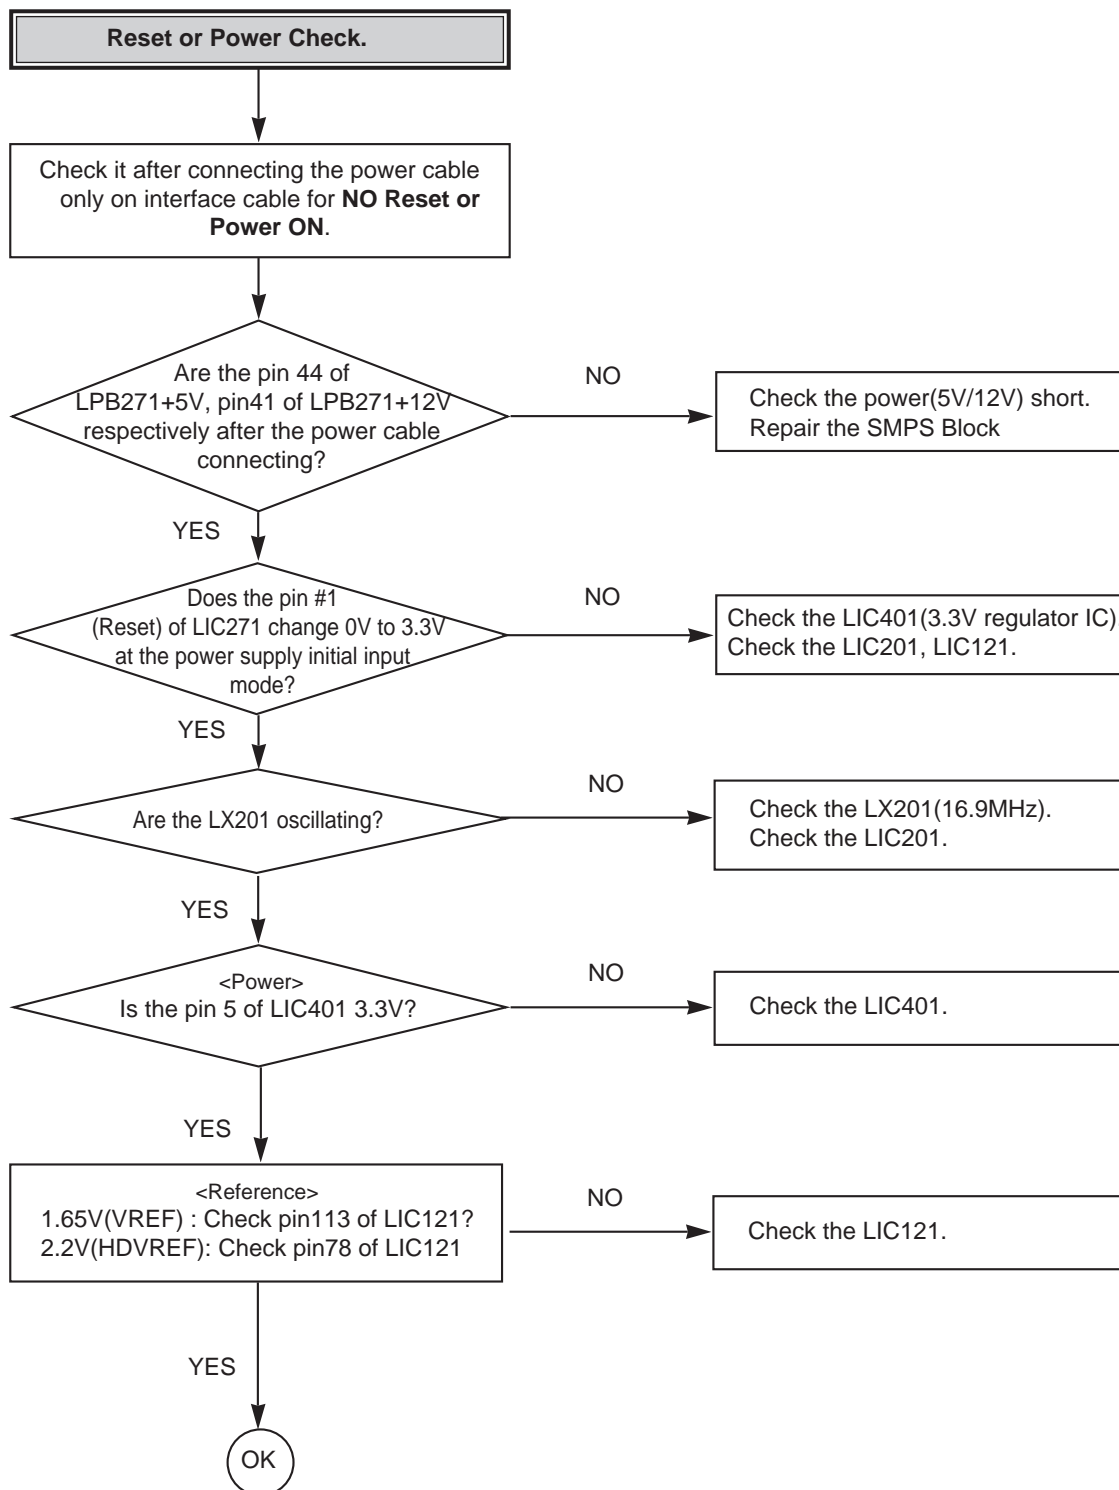 Reset or Power Check.
Check it after connecting the power cable
only on interface cable for NO Reset or
Power ON.
Are the pin 44 of
LPB271+5V, pin41 of LPB271+12V
respectively after the power cable
connecting?
NO
Check the power(5V/12V) short.
Repair the SMPS Block
YES
Does the pin #1
(Reset) of LIC271 change 0V to 3.3V
at the power supply initial input
mode?
NO
Check the LIC401(3.3V regulator IC)
Check the LIC201, LIC121.
YES
Are the LX201 oscillating?
NO
Check the LX201(16.9MHz).
Check the LIC201.
YES
<Power>
Is the pin 5 of LIC401 3.3V?
NO
Check the LIC401.
YES
<Reference>
1.65V(VREF) : Check pin113 of LIC121?
2.2V(HDVREF): Check pin78 of LIC121
NO
Check the LIC121.
YES
OK